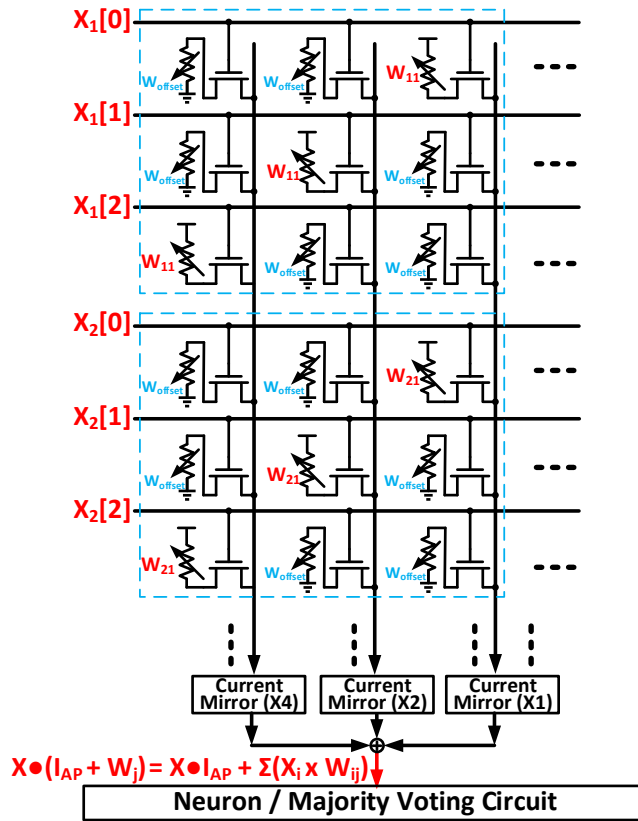 X₁[0]
W_offset W_offset W₁₁
X₁[1]
W_offset W₁₁ W_offset
X₁[2]
W₁₁ W_offset W_offset
X₂[0]
W_offset W_offset W₂₁
X₂[1]
W_offset W₂₁ W_offset
X₂[2]
W₂₁ W_offset W_offset
Current Mirror (X4)
Current Mirror (X2)
Current Mirror (X1)
X●(I_AP + W_j) = X●I_AP + Σ(X_i x W_ij)
Neuron / Majority Voting Circuit